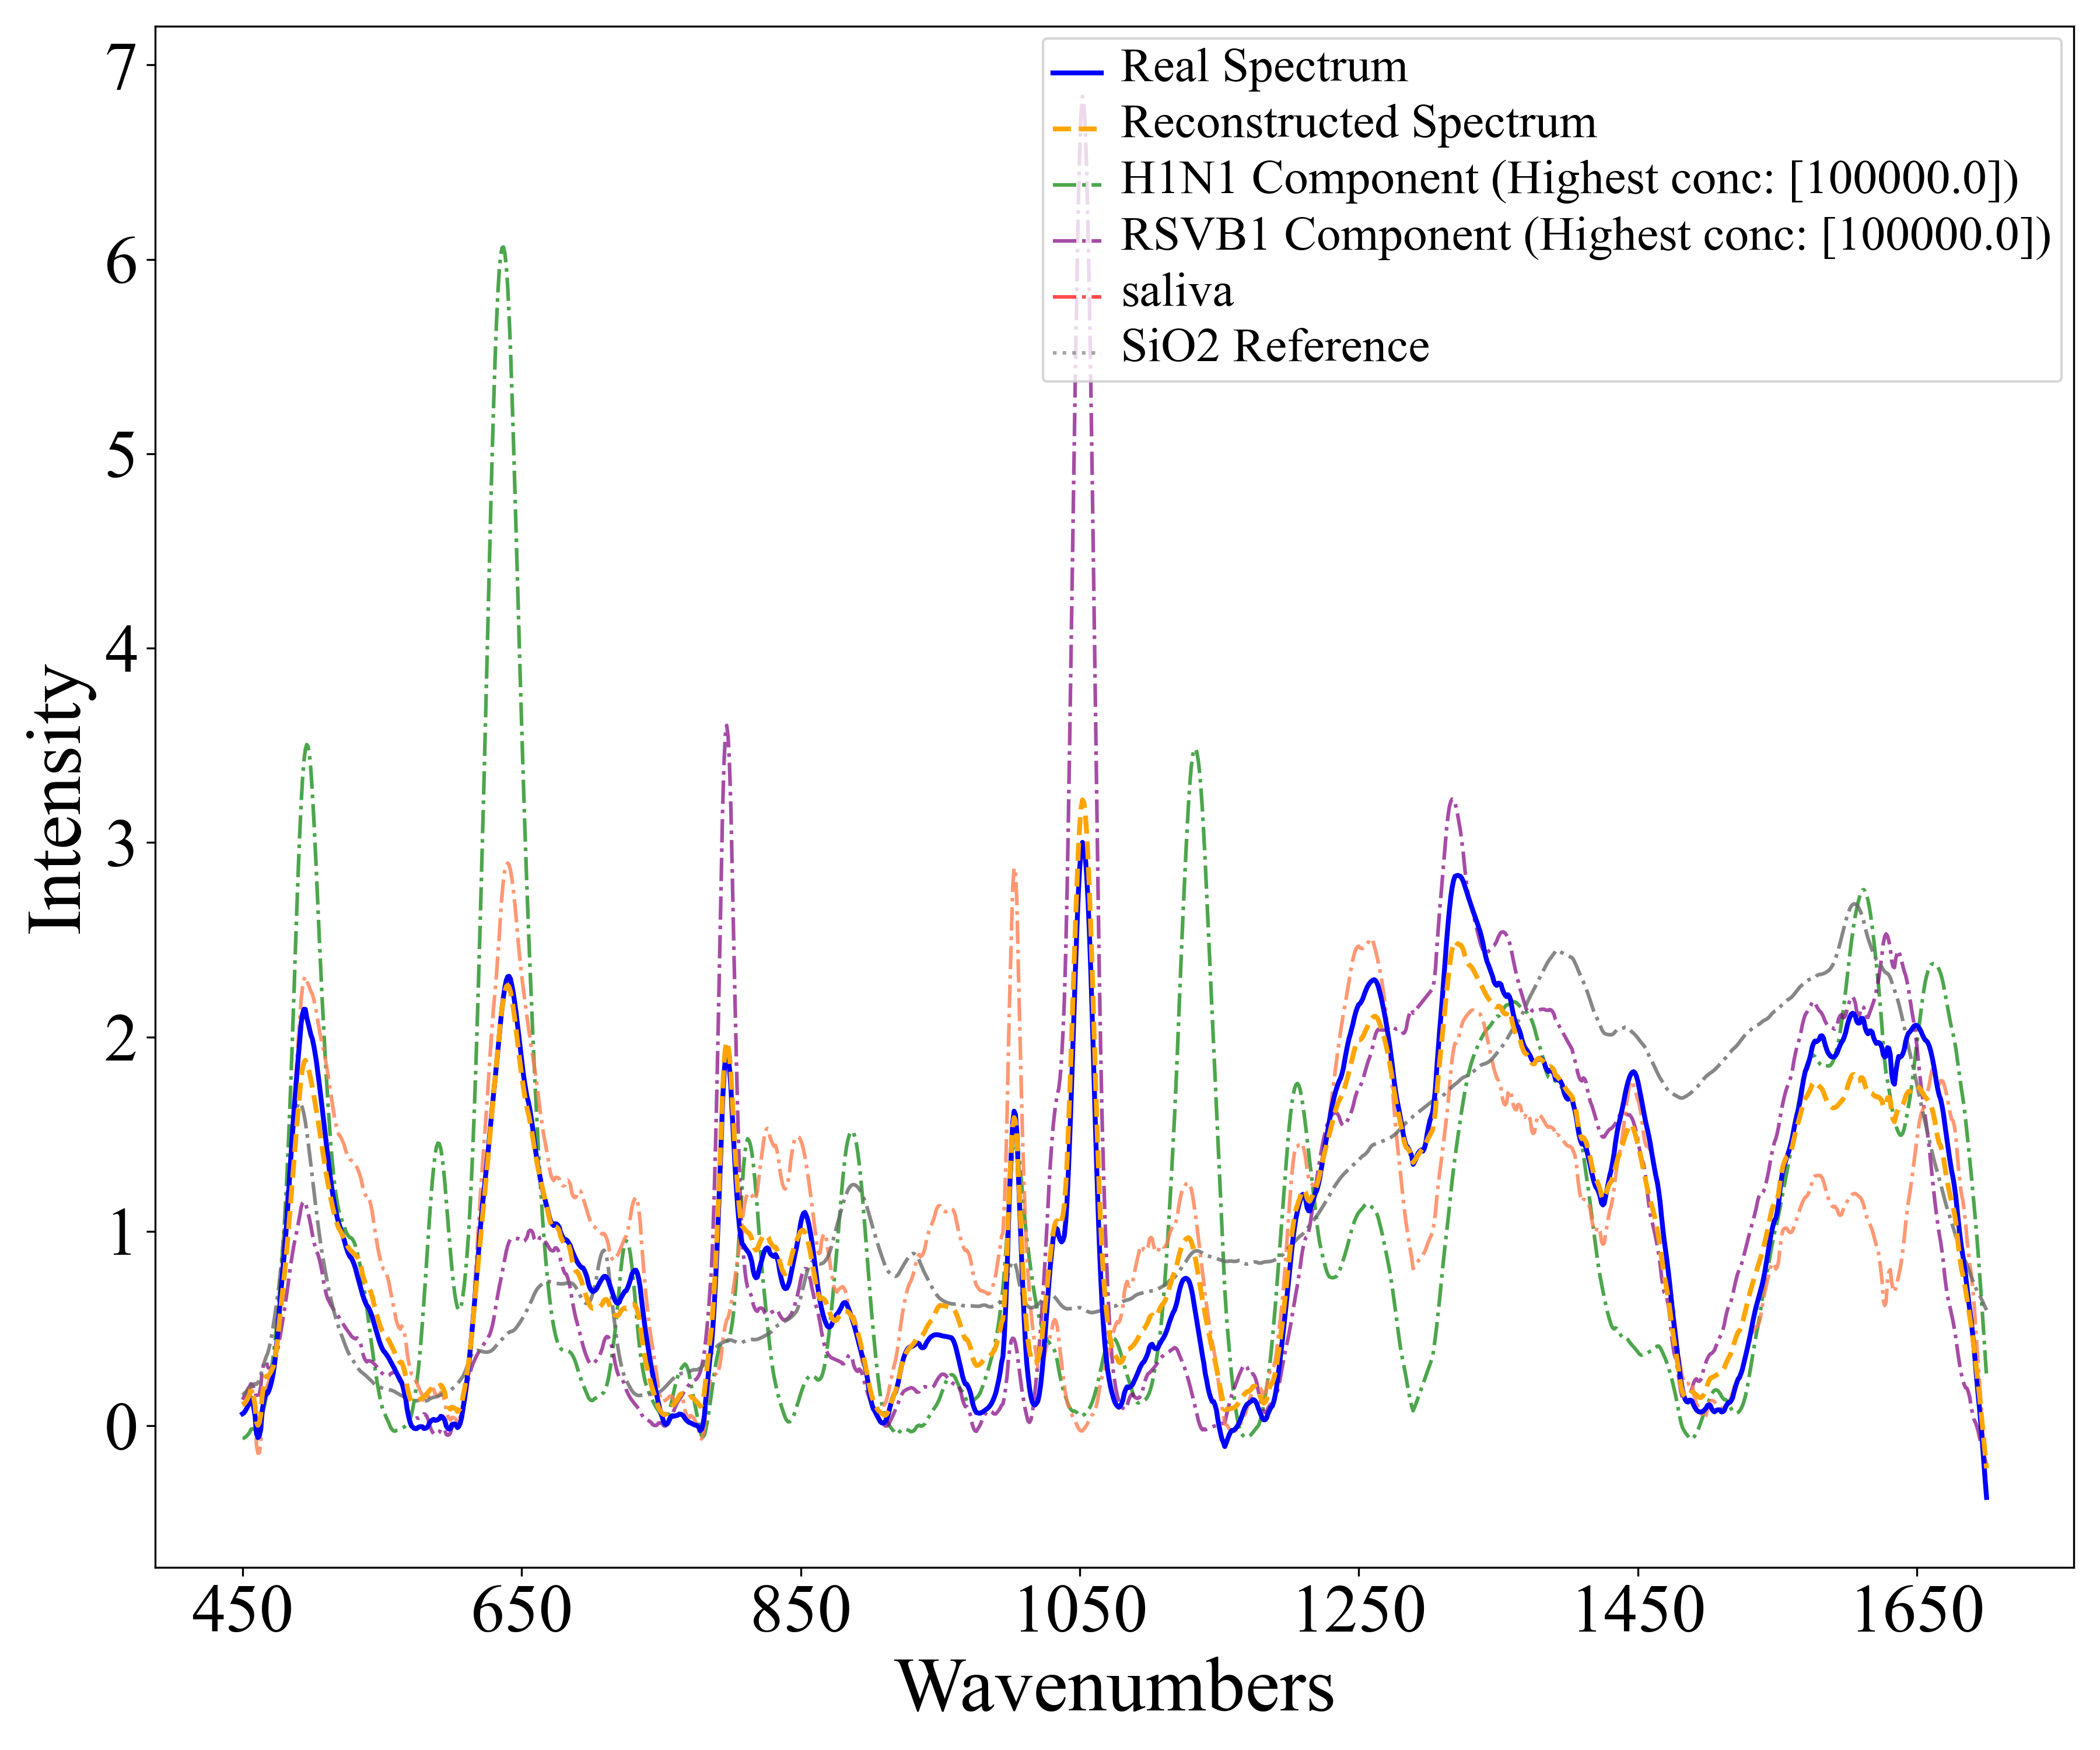 Intensity
7
6
5
4
3
2
1
0
Real Spectrum
Reconstructed Spectrum
H1N1 Component (Highest conc: [100000.0])
RSVB1 Component (Highest conc: [100000.0])
saliva
SiO2 Reference
450 650 850 1050 1250 1450 1650
Wavenumbers